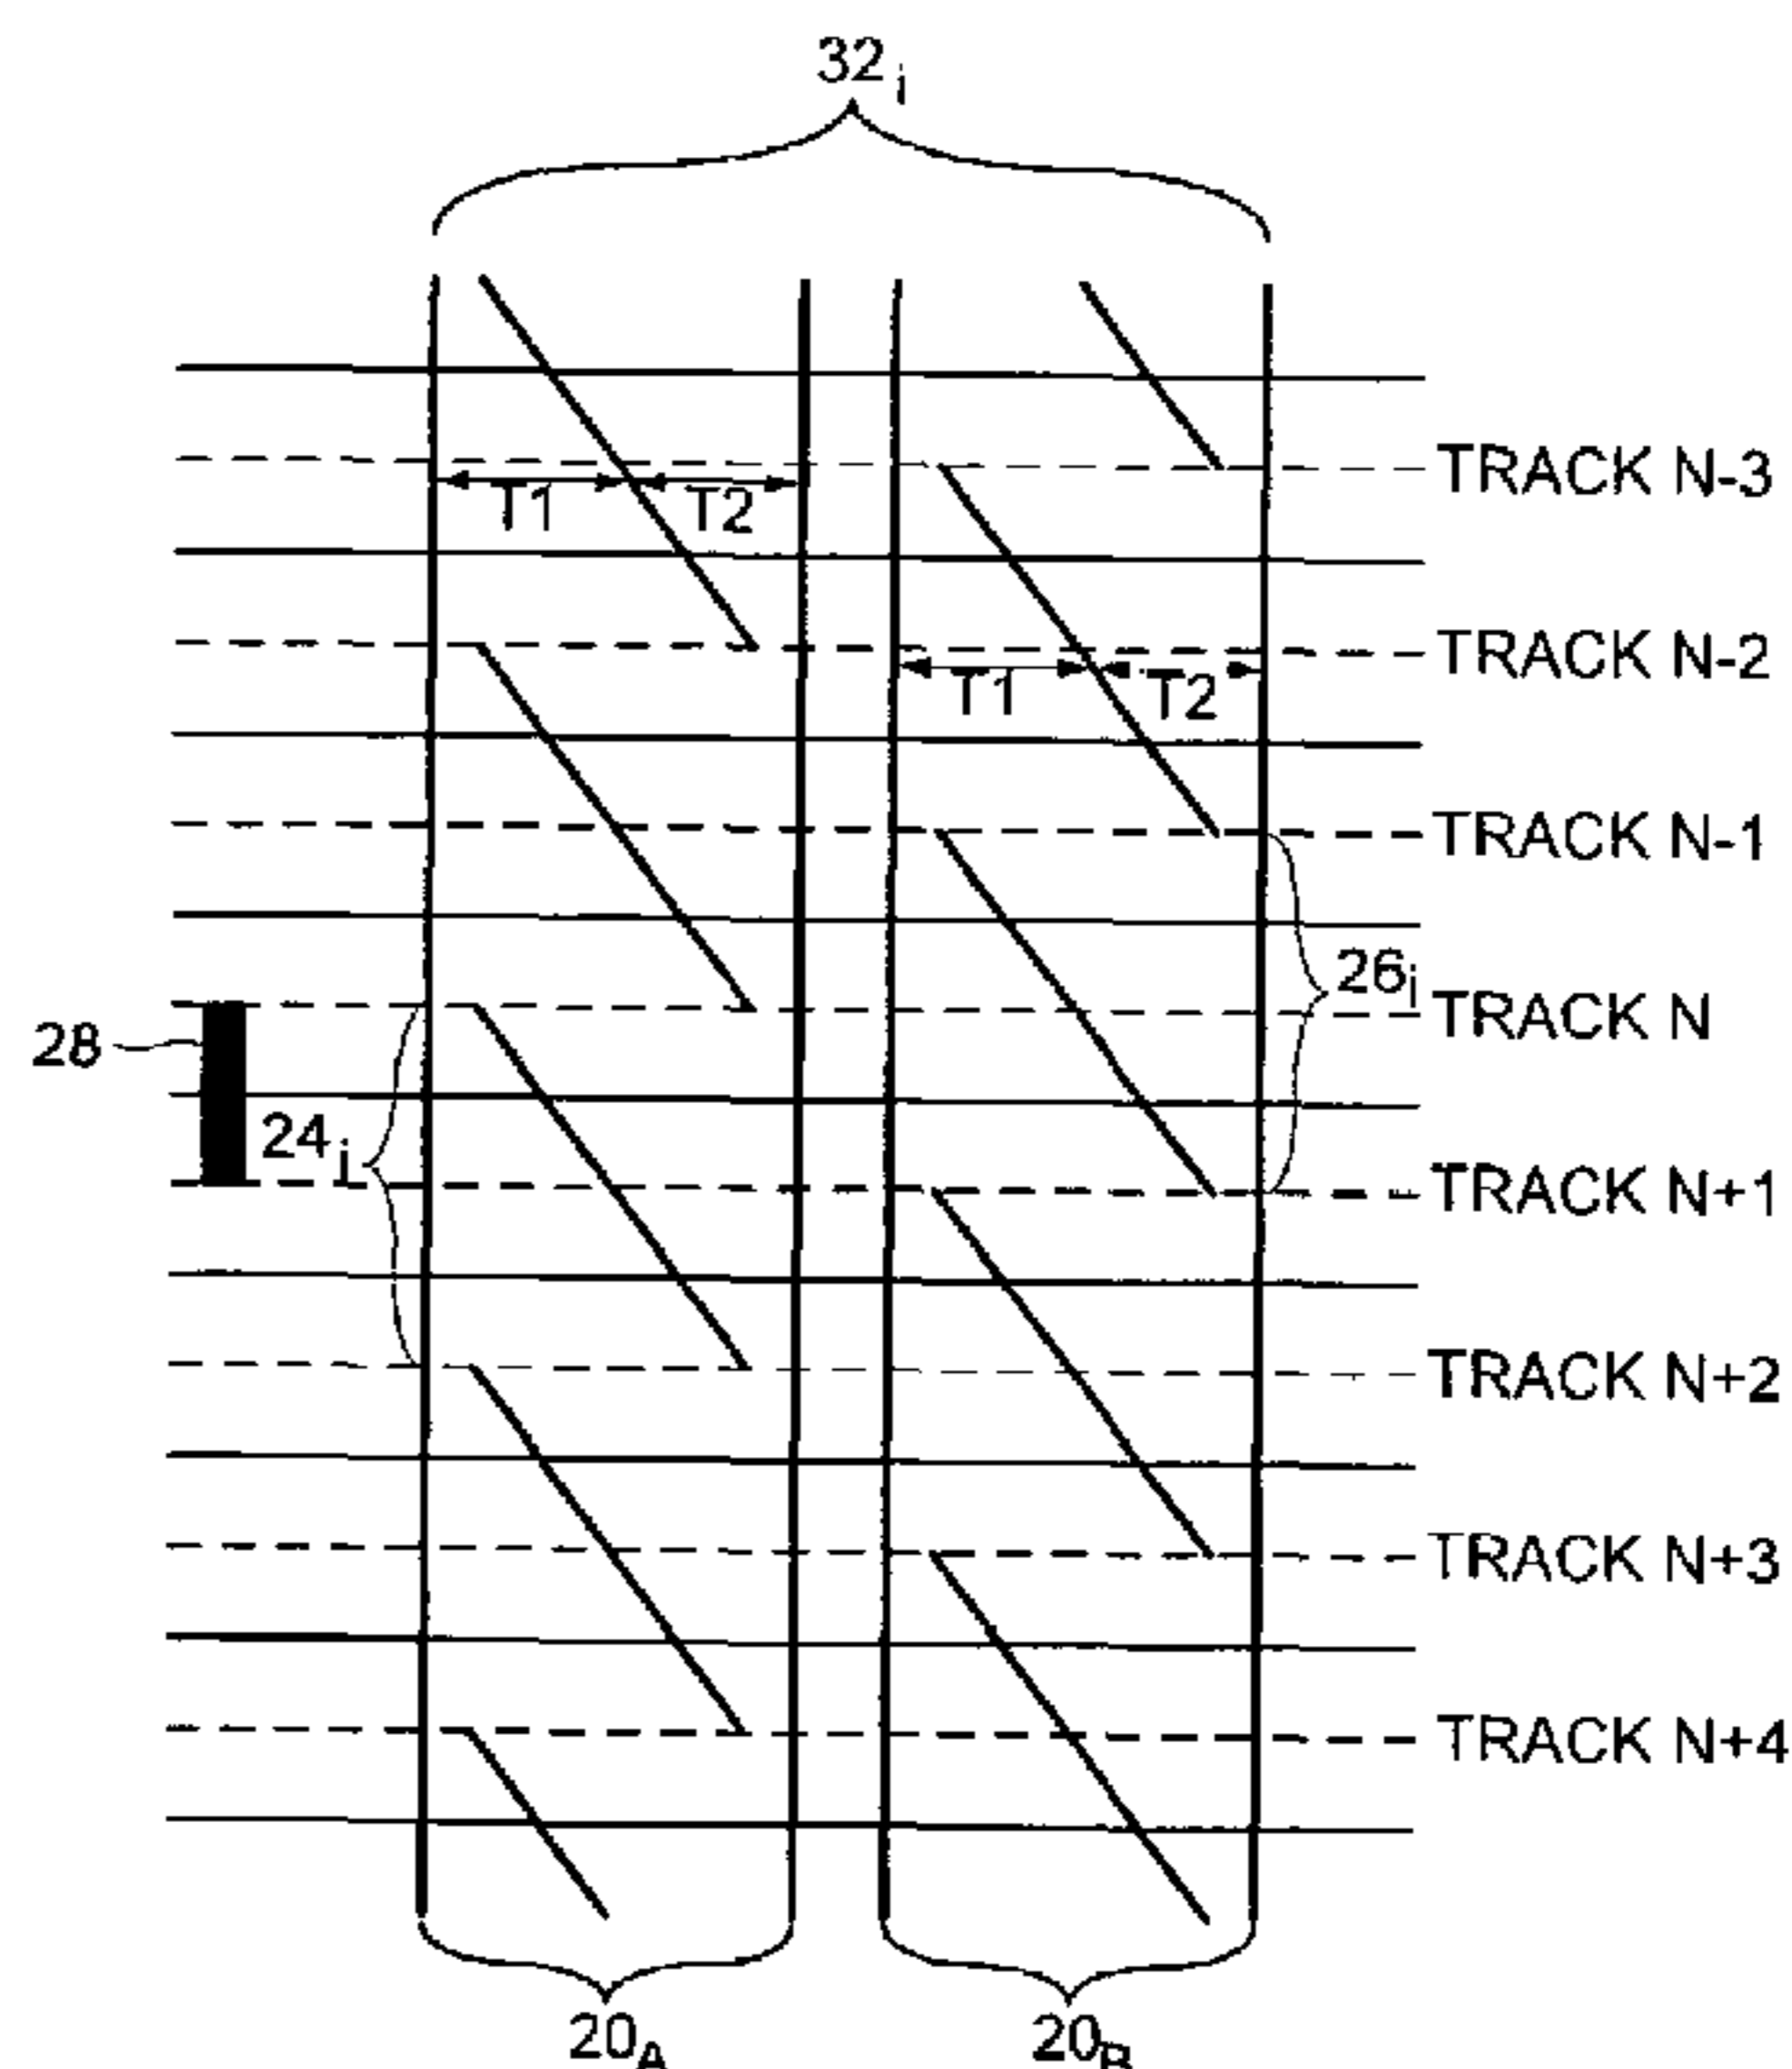 32i
TRACK N-3
T1 T2
TRACK N-2
T1 T2
TRACK N-1
26i
TRACK N
28
24i
TRACK N+1
TRACK N+2
TRACK N+3
TRACK N+4
20A 20B